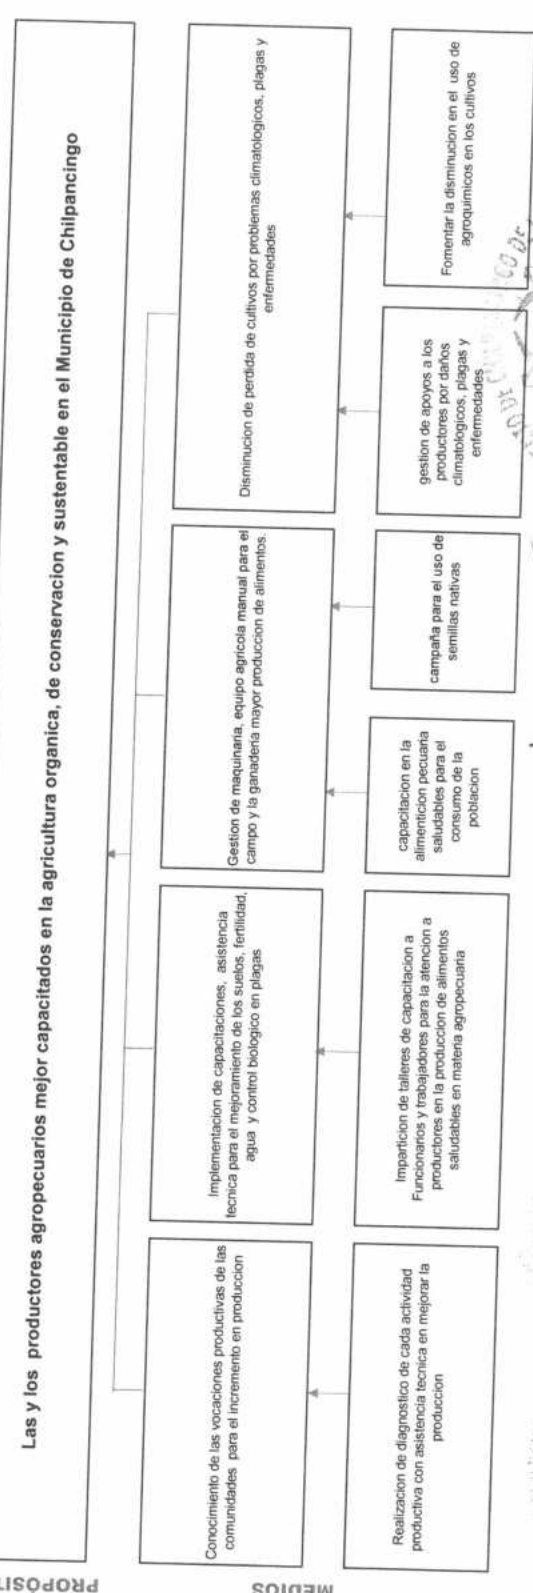 PROPÓSIT
Las y los productores agropecuarios mejor capacitados en la agricultura organica, de conservacion y sustentable en el Municipio de Chilpancingo
MEDIOS
Conocimiento de las vocaciones productivas de las
comunidades para el incremento en produccion
Implementacion de capacitaciones, asistencia
tecnica para el mejoramiento de los suelos, fertilidad,
agua y control biologico en plagas
Gestion de maquinaria, equipo agricola manual para el
campo y la ganadería mayor produccion de alimentos.
Disminucion de perdida de cultivos por problemas climatologicos, plagas y
enfermedades
Realizacion de diagnostico de cada actividad
productiva con asistencia tecnica en mejorar la
produccion
Imparticion de talleres de capacitacion a
Funcionarios y trabajadores para la atencion a
productores en la produccion de alimentos
saludables en materia agropecuaria
capacitacion en la
alimenticion pecuaria
saludables para el
consumo de la
poblacion
campaña para el uso de
semillas nativas
gestion de apoyos a los
productores por daños
climatologicos, plagas y
enfermedades
Fomentar la disminucion en el uso de
agroquimicos en los cultivos